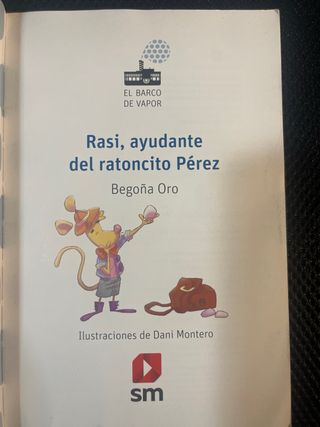 EL BARCO
DE VAPOR
Rasi, ayudante
del ratoncito Pérez
Begoña Oro
Ilustraciones de Dani Montero
sm